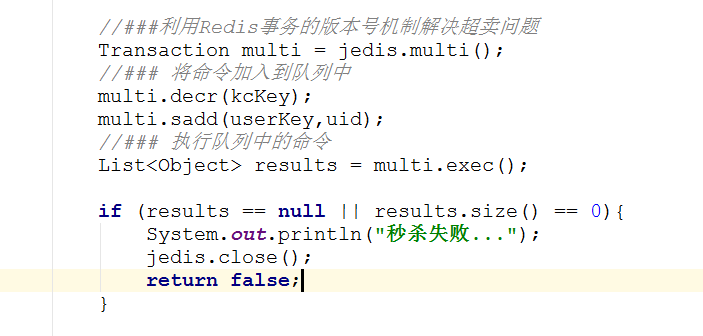 //###利用Redis事务的版本号机制解决超卖问题
Transaction multi = jedis.multi();
//### 将命令加入到队列中
multi.decr(kcKey);
multi.sadd(userKey,uid);
//### 执行队列中的命令
List<Object> results = multi.exec();
if (results == null || results.size() == 0){
System.out.println("秒杀失败...");
jedis.close();
return false;
}